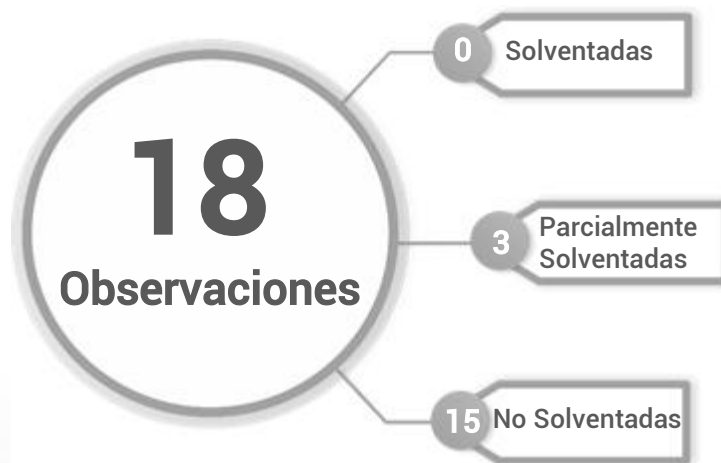 18
Observaciones
0
Solventadas
3
Parcialmente
Solventadas
15
No Solventadas